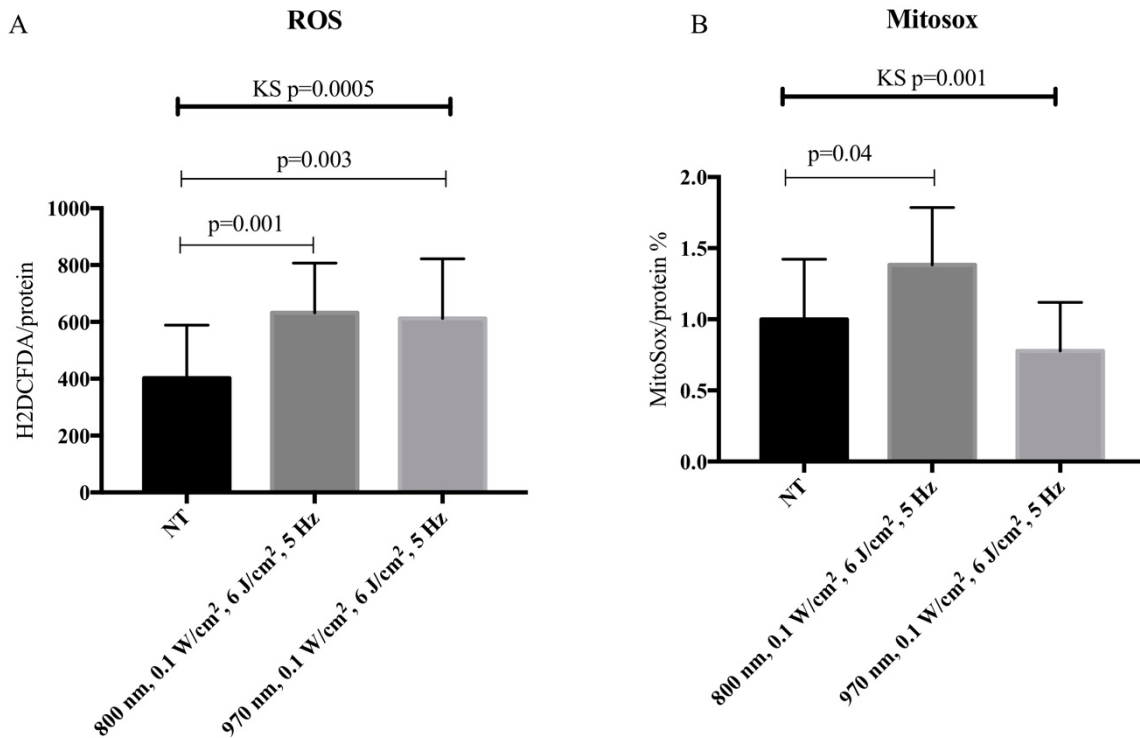 A
ROS
KS p=0.0005
p=0.003
p=0.001
H2DCFDA/protein
1000
800
600
400
200
0
NT
800 nm, 0.1 W/cm², 6 J/cm², 5 Hz
970 nm, 0.1 W/cm², 6 J/cm², 5 Hz
B
Mitosox
KS p=0.001
p=0.04
MitoSox/protein %
2.0
1.5
1.0
0.5
0.0
NT
800 nm, 0.1 W/cm², 6 J/cm², 5 Hz
970 nm, 0.1 W/cm², 6 J/cm², 5 Hz